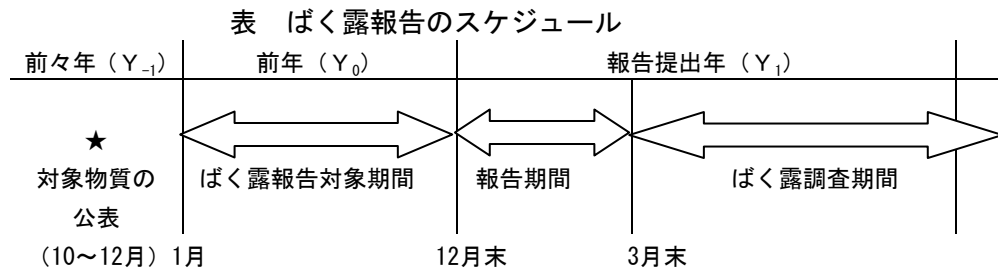 表 ばく露報告のスケジュール
前々年（Y₋₁） 前年（Y₀） 報告提出年（Y₁）
★
対象物質の ばく露報告対象期間 報告期間 ばく露調査期間
公表
（10～12月）1月 12月末 3月末